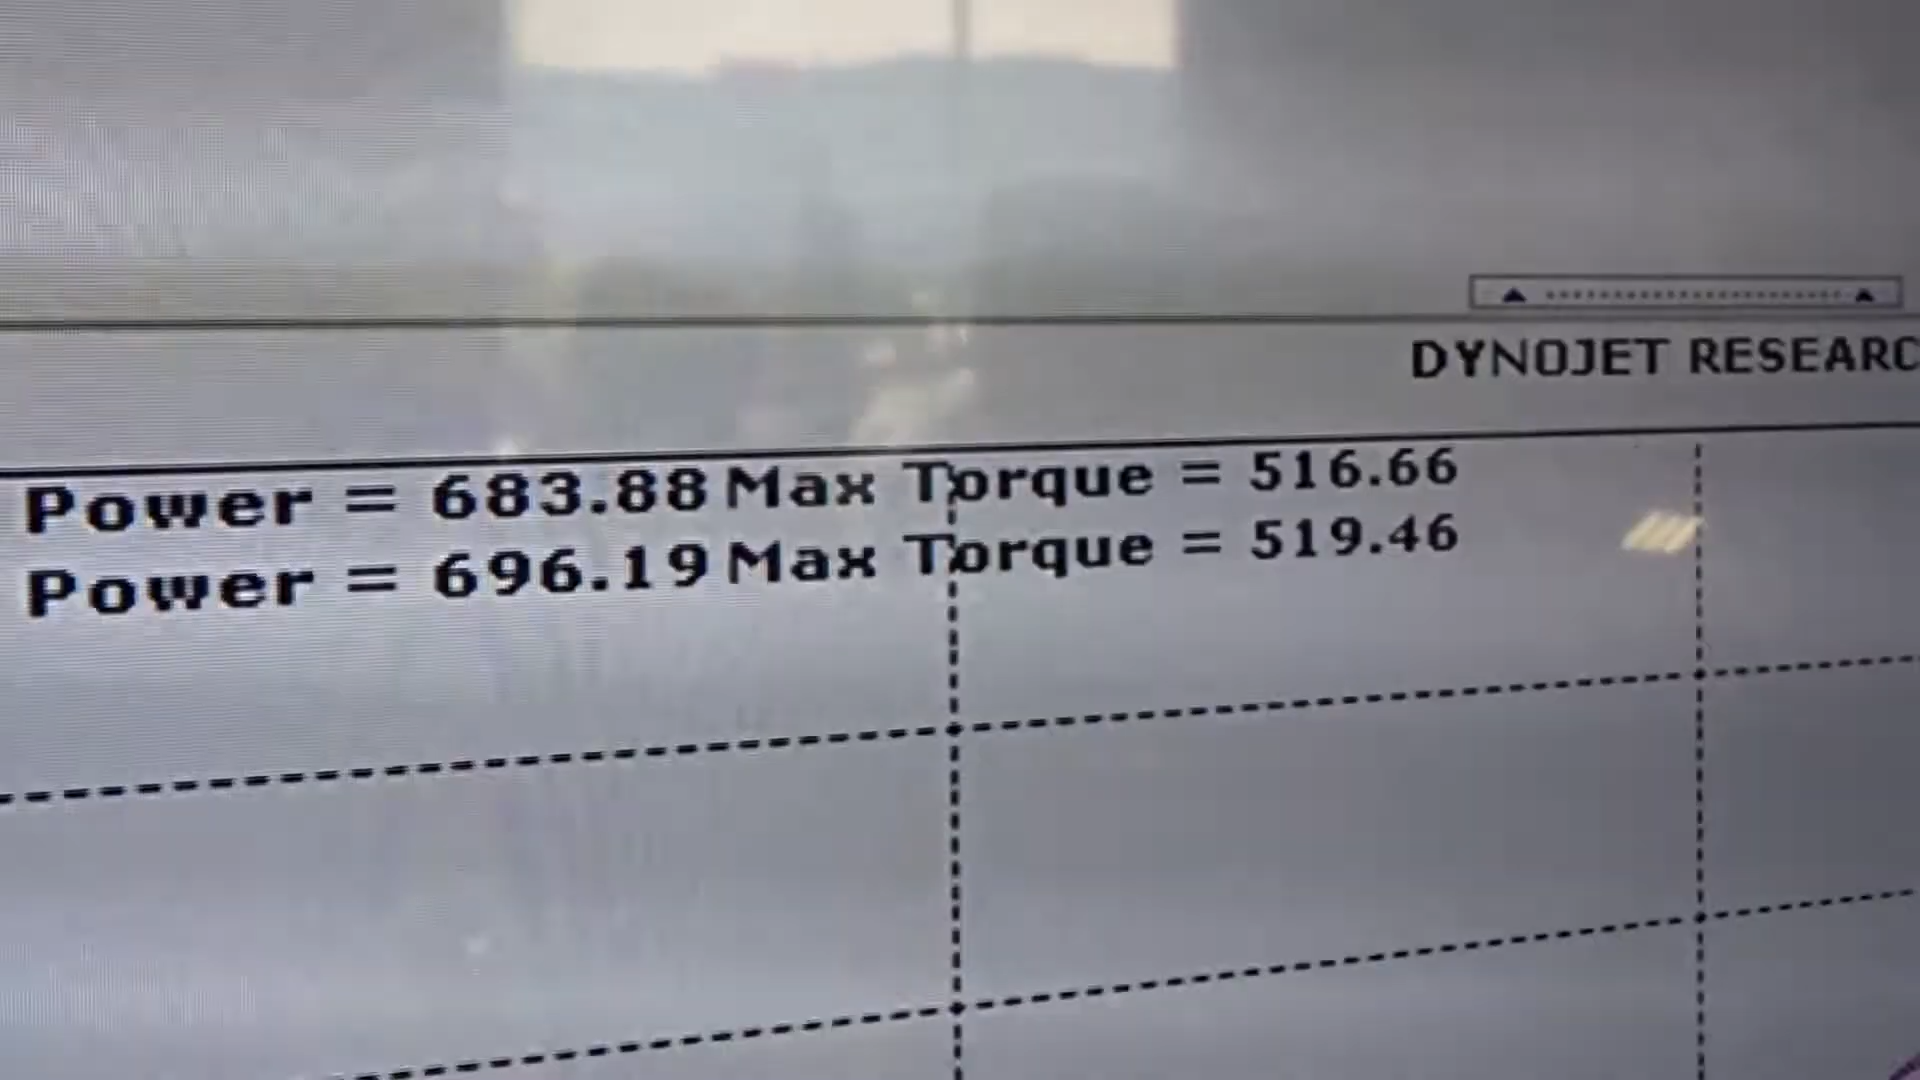 DYNOJET RESEARC
Power = 683.88 Max Torque = 516.66
Power = 696.19 Max Torque = 519.46